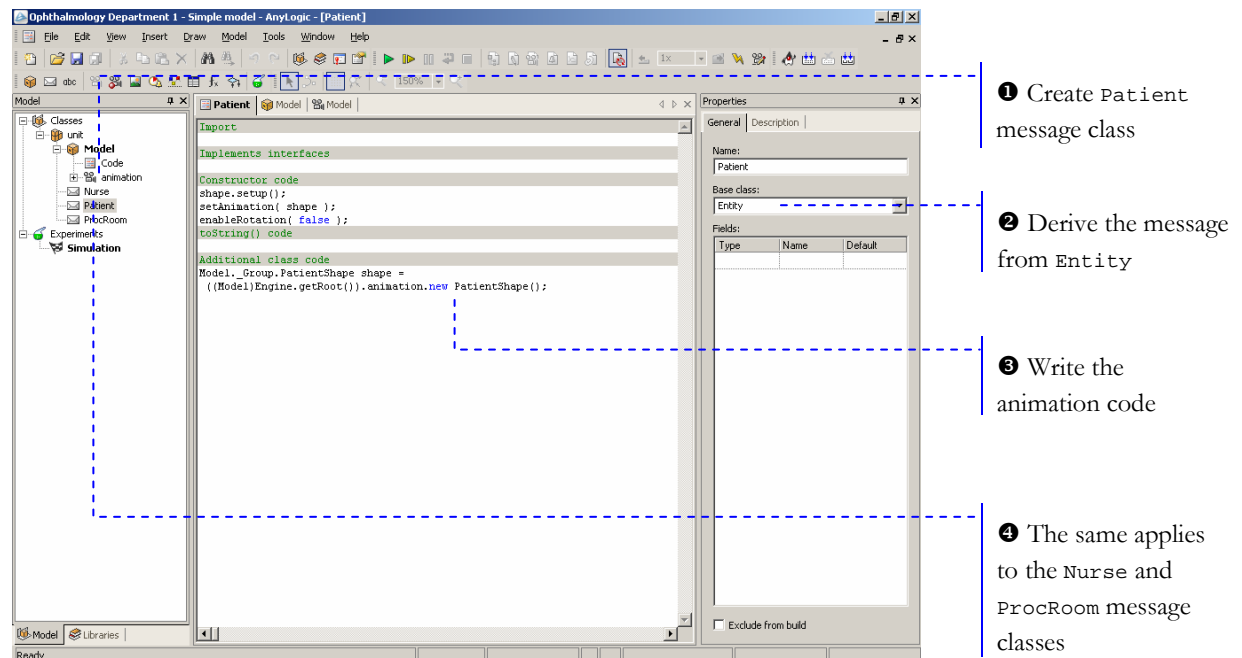 Ophthalmology Department 1 - Simple model - AnyLogic - [Patient]
File Edit View Insert Draw Model Tools Window Help
1x
abc
150%
Model
Classes
unit
Model
Code
animation
Nurse
Patient
ProcRoom
Experiments
Simulation
Model Libraries
Ready
Patient Model Model
Import
Implements interfaces
Constructor code
shape.setup();
setAnimation( shape );
enableRotation( false );
toString() code
Additional class code
Model._Group.PatientShape shape =
((Model)Engine.getRoot()).animation.new PatientShape();
Properties
General Description
Name:
Patient
Base class:
Entity
Fields:
Type Name Default
Exclude from build
❶ Create Patient
message class
❷ Derive the message
from Entity
❸ Write the
animation code
❹ The same applies
to the Nurse and
ProcRoom message
classes